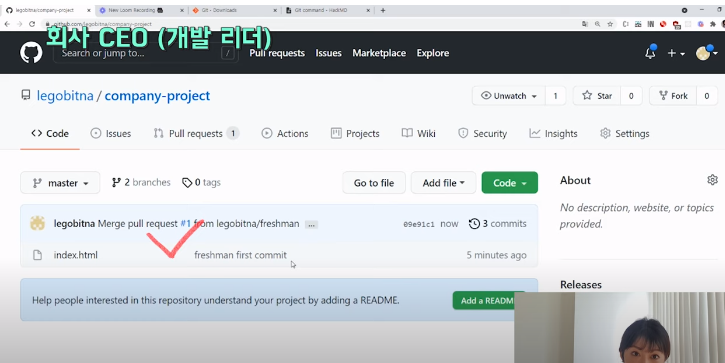 legobitna/company-project
New Loom Recording
Git - Downloads
Git command - HackMD
github.com/legobitna/company-project
회사 CEO (개발 리더)
Search or jump to...
/
Pull requests
Issues
Marketplace
Explore
legobitna / company-project
Unwatch
1
Star
0
Fork
0
Code
Issues
Pull requests 1
Actions
Projects
Wiki
Security
Insights
Settings
master
2 branches
0 tags
Go to file
Add file
Code
About
No description, website, or topics
provided.
legobitna Merge pull request #1 from legobitna/freshman ...
09e91c1 now
3 commits
index.html
freshman first commit
5 minutes ago
Help people interested in this repository understand your project by adding a README.
Add a README
Releases